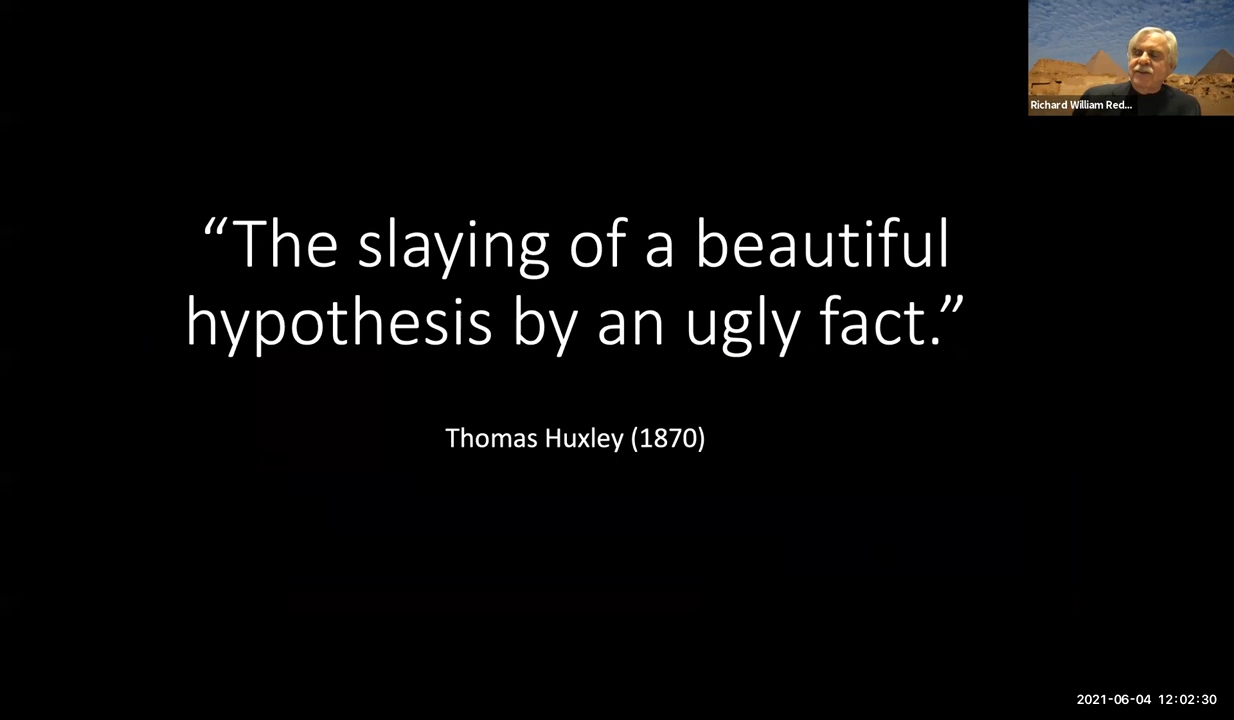 Richard William Red...
“The slaying of a beautiful
hypothesis by an ugly fact.”
Thomas Huxley (1870)
2021-06-04 12:02:30